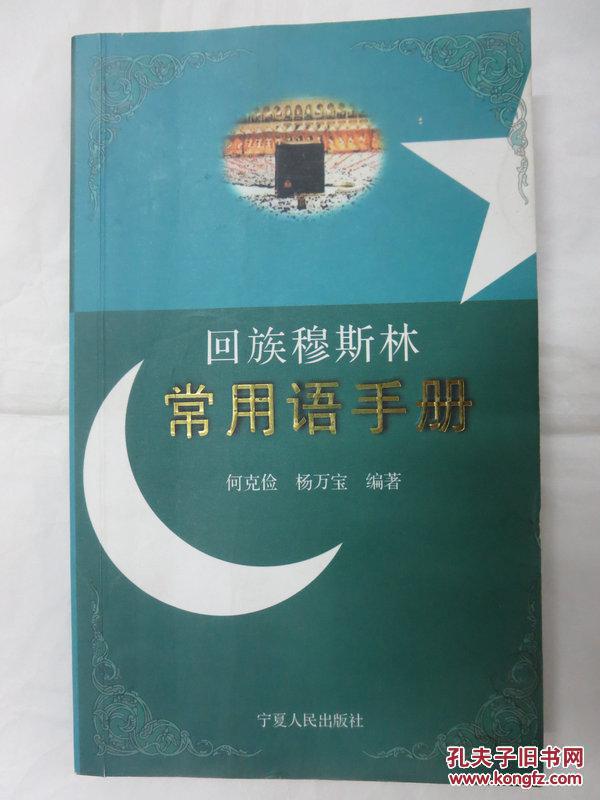 回族穆斯林
常用语手册
何克俭 杨万宝 编著
宁夏人民出版社
孔夫子旧书网
www.kongfz.com